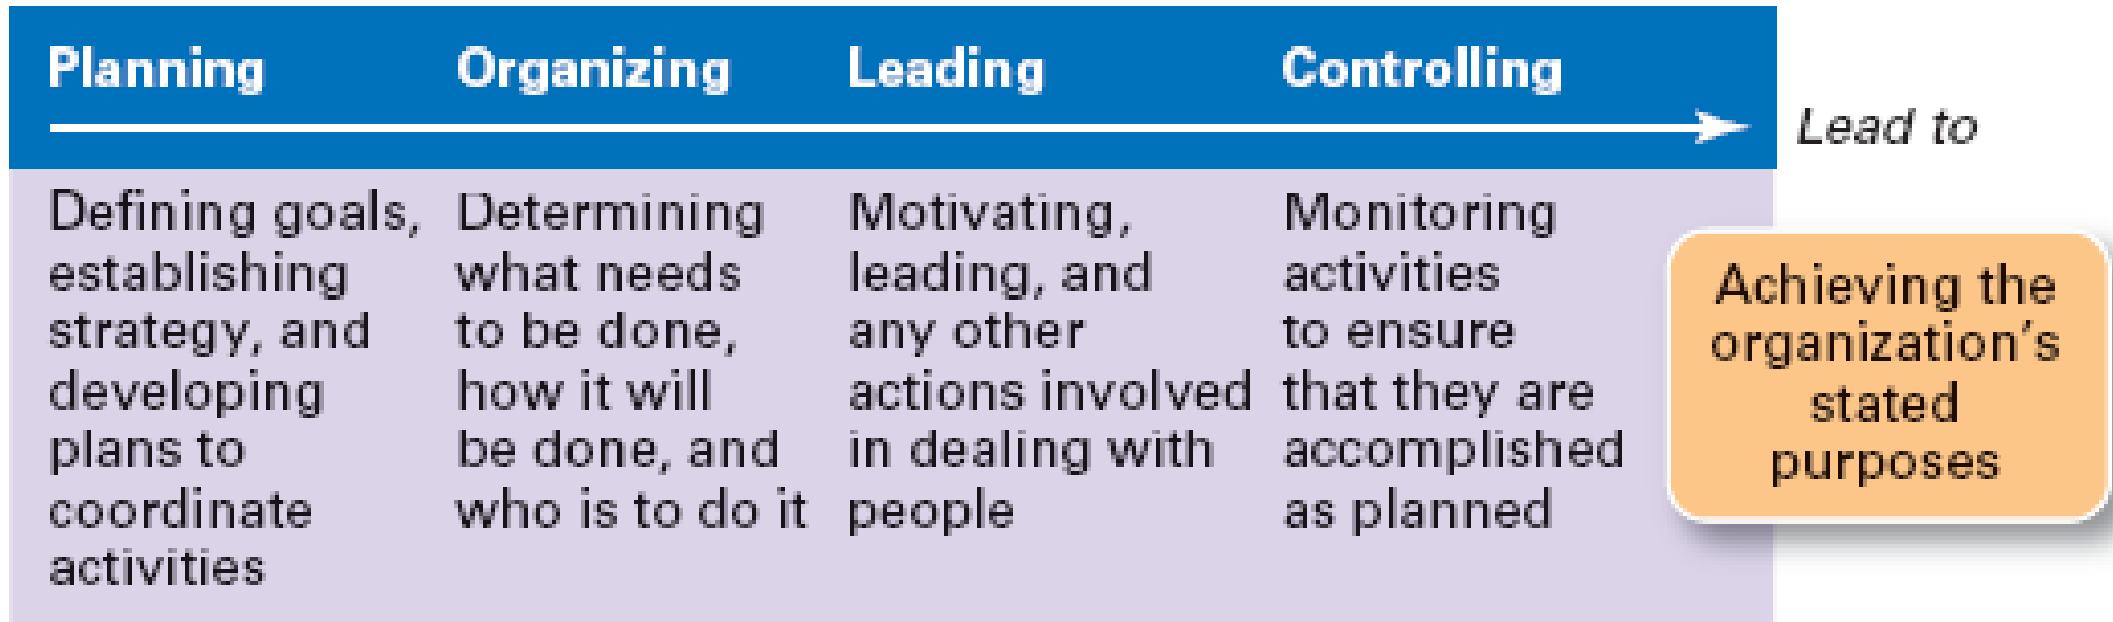 Planning
Organizing
Leading
Controlling
Lead to
Defining goals,
establishing
strategy, and
developing
plans to
coordinate
activities
Determining
what needs
to be done,
how it will
be done, and
who is to do it
Motivating,
leading, and
any other
actions involved
in dealing with
people
Monitoring
activities
to ensure
that they are
accomplished
as planned
Achieving the
organization's
stated
purposes